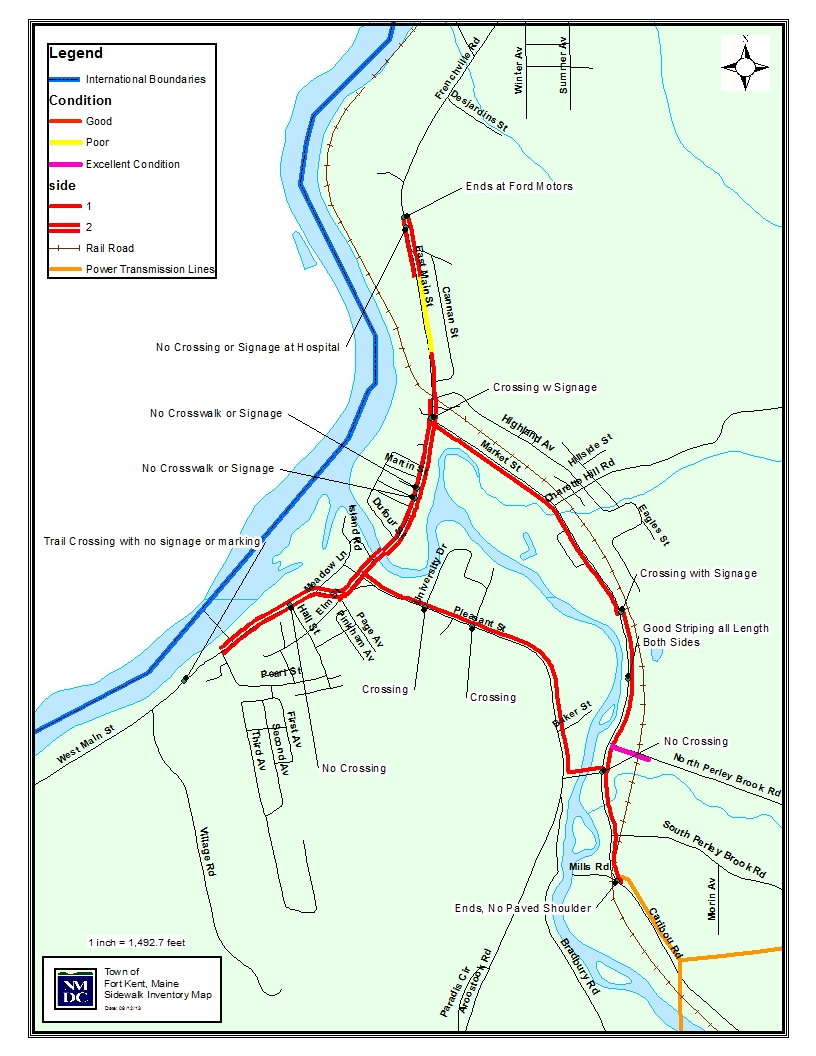 Legend
International Boundaries
Condition
Good
Poor
Excellent Condition
side
1
2
Rail Road
Power Transmission Lines
N
Frenchville Rd
Winter Av
Summer Av
Desjardins St
Ends at Ford Motors
East Main St
Cannan St
No Crossing or Signage at Hospital
Crossing w Signage
No Crosswalk or Signage
Highland Av
Market St
Hillside St
Martin St
No Crosswalk or Signage
Charette Hill Rd
Dufour
Island Rd
Eagles St
Trail Crossing with no signage or marking
Meadow Ln
University Dr
Crossing with Signage
Elm
Hall St
Page Av
Pinkham Av
Pleasant St
Good Striping all Length
Both Sides
Pearl St
Crossing
Crossing
Baker St
First Av
Second Av
Third Av
West Main St
No Crossing
No Crossing
North Perley Brook Rd
South Perley Brook Rd
Village Rd
Mills Rd
Morin Av
Ends, No Paved Shoulder
Caribou Rd
Bradbury Rd
Paradis Cir
Aroostook Rd
1 inch = 1,492.7 feet
NM
DC
Town of
Fort Kent, Maine
Sidewalk Inventory Map